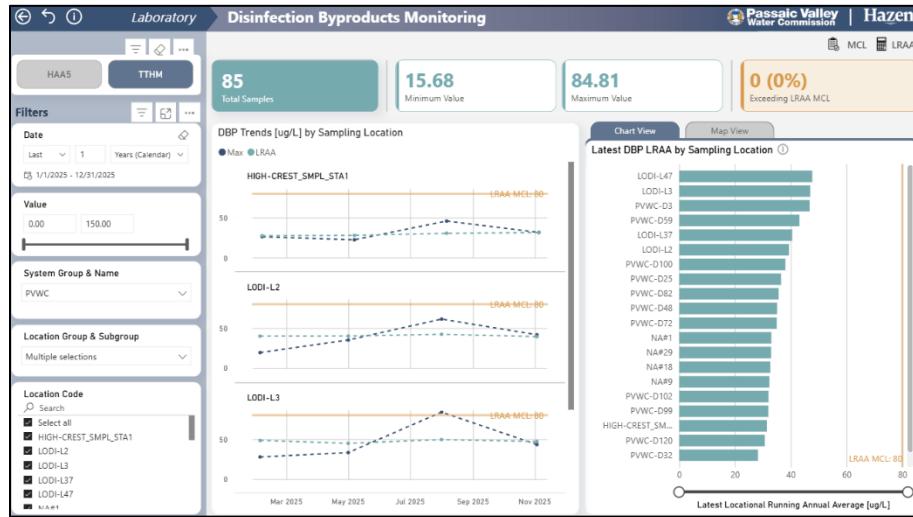 Laboratory
Disinfection Byproducts Monitoring
Passaic Valley
Water Commission
| Hazen
MCL
LRAA
HAA5
TTHM
85
Total Samples
15.68
Minimum Value
84.81
Maximum Value
0 (0%)
Exceeding LRAA MCL
Filters
Date
Last
1
Years (Calendar)
1/1/2025 - 12/31/2025
Value
0.00
150.00
System Group & Name
PVWC
Location Group & Subgroup
Multiple selections
Location Code
Search
Select all
HIGH-CREST_SMPL_STA1
LODI-L2
LODI-L3
LODI-L37
LODI-L47
NA#1
DBP Trends [ug/L] by Sampling Location
Max LRAA
HIGH-CREST_SMPL_STA1
LRAA MCL: 80
50
0
LODI-L2
LRAA MCL: 80
50
0
LODI-L3
LRAA MCL: 80
50
0
Mar 2025 May 2025 Jul 2025 Sep 2025 Nov 2025
Chart View
Map View
Latest DBP LRAA by Sampling Location
LODI-L47
LODI-L3
PVWC-D3
PVWC-D59
LODI-L37
LODI-L2
PVWC-D100
PVWC-D25
PVWC-D82
PVWC-D48
PVWC-D72
NA#1
NA#29
NA#18
NA#9
PVWC-D102
PVWC-D99
HIGH-CREST_SM...
PVWC-D120
PVWC-D32
LRAA MCL: 80
0 20 40 60 80
Latest Locational Running Annual Average [ug/L]